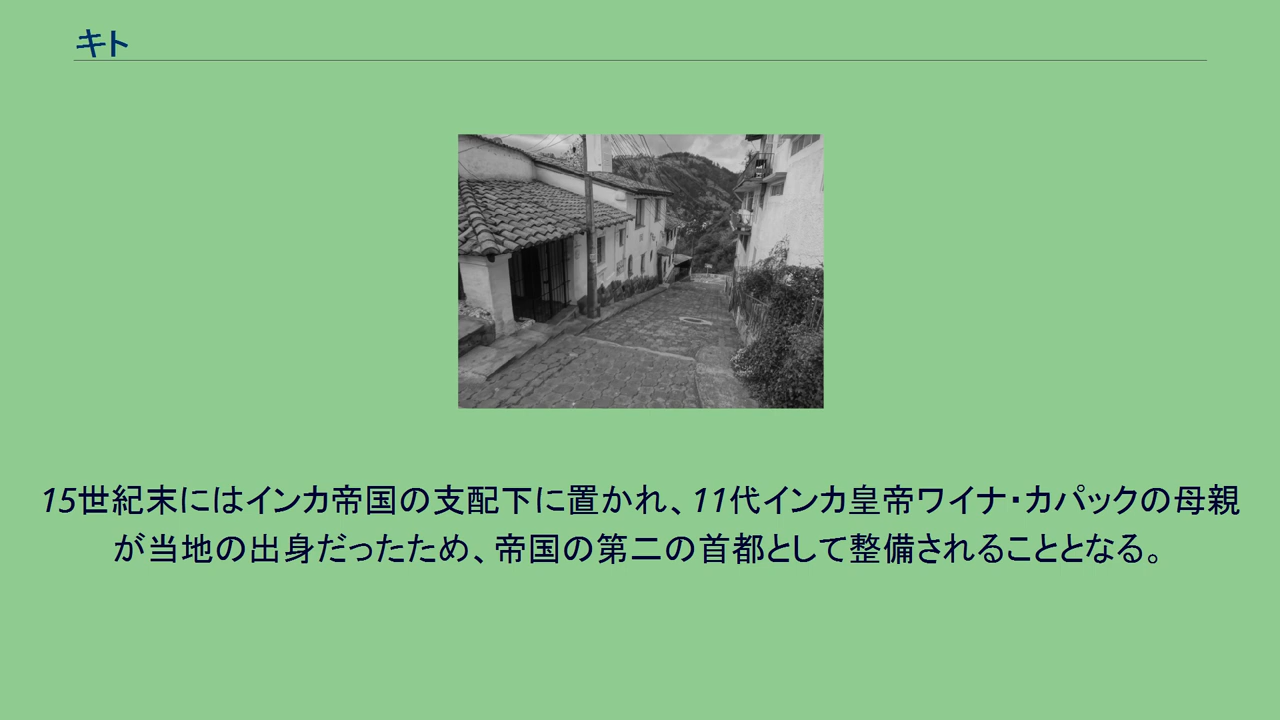 キト
15世紀末にはインカ帝国の支配下に置かれ、11代インカ皇帝ワイナ・カパックの母親
が当地の出身だったため、帝国の第二の首都として整備されることとなる。